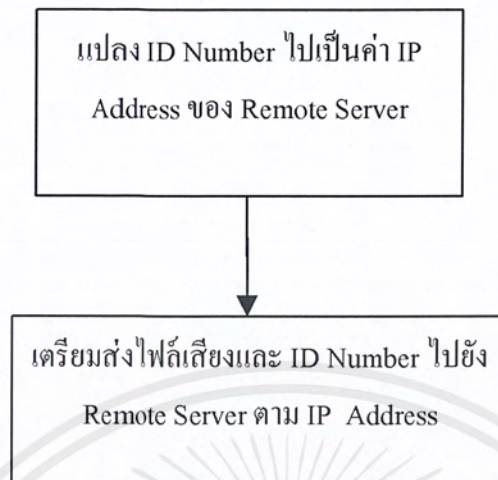 แปลง ID Number ไปเป็นค่า IP
Address ของ Remote Server
เตรียมส่งไฟล์เสียงและ ID Number ไปยัง
Remote Server ตาม IP Address